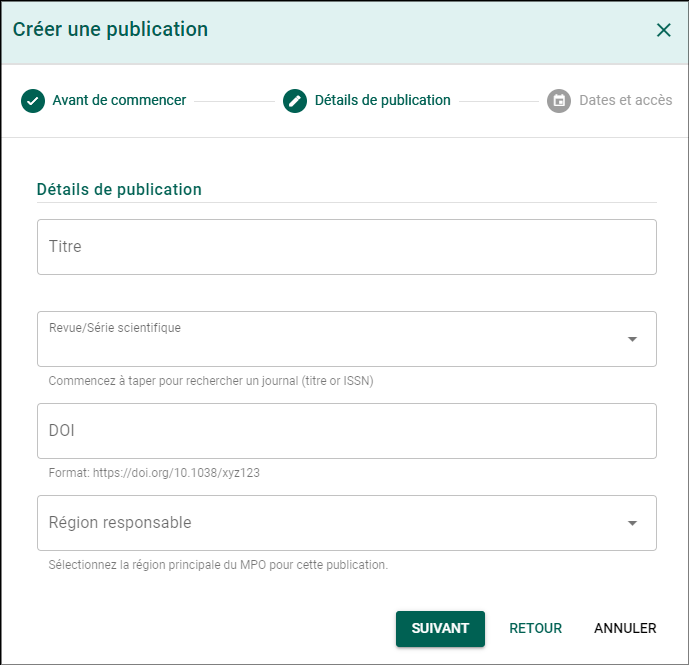 Créer une publication
Avant de commencer
Détails de publication
Dates et accès
Détails de publication
Titre
Revue/Série scientifique
Commencez à taper pour rechercher un journal (titre or ISSN)
DOI
Format: https://doi.org/10.1038/xyz123
Région responsable
Sélectionnez la région principale du MPO pour cette publication.
SUIVANT
RETOUR
ANNULER